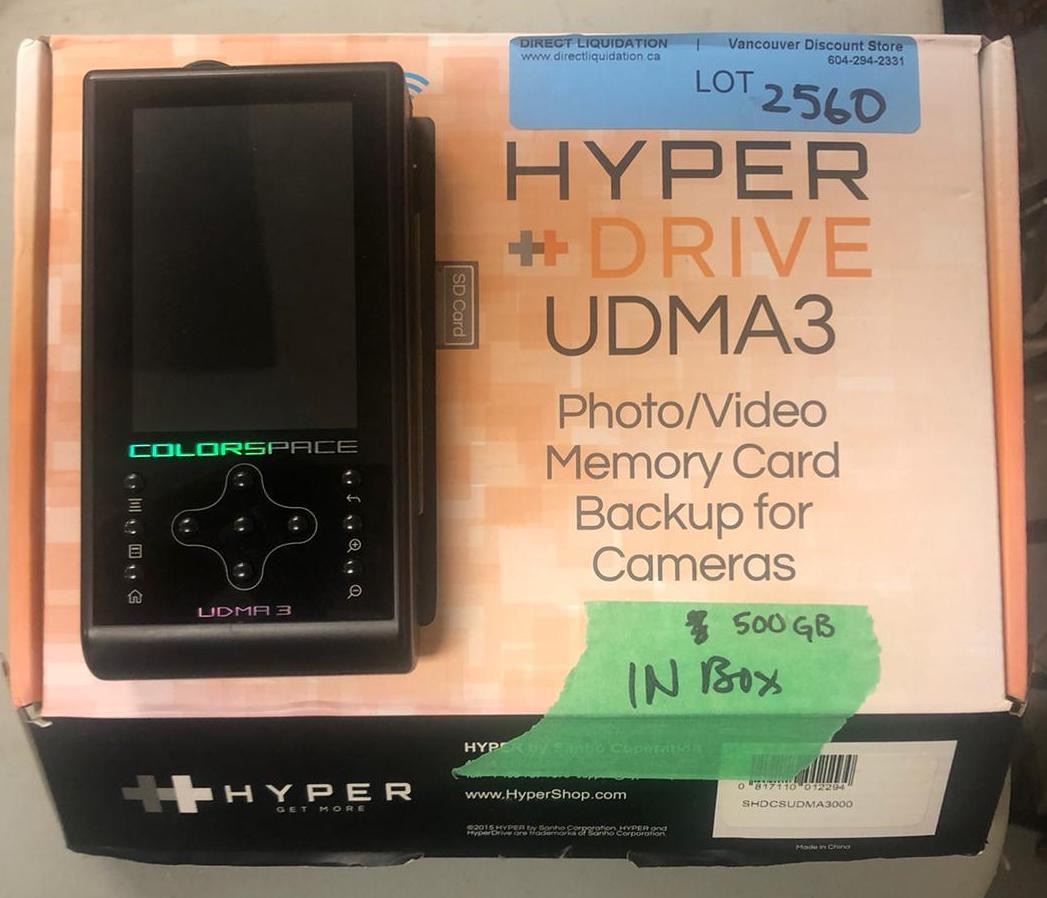 DIRECT LIQUIDATION | Vancouver Discount Store
www.directliquidation.ca 604-294-2331
LOT 2560
HYPER
DRIVE
UDMA3
SD Card
Photo/Video
Memory Card
Backup for
Cameras
COLORSPACE
UDMA 3
500 GB
IN Box
HYPER by Sanho Coperation
www.HyperShop.com
©2015 HYPER by Sanho Corporation. HYPER and
HyperDrive are trademarks of Sanho Corporation.
HYPER
GET MORE
0 817110 012294
SHDCSUDMA3000
Made in China